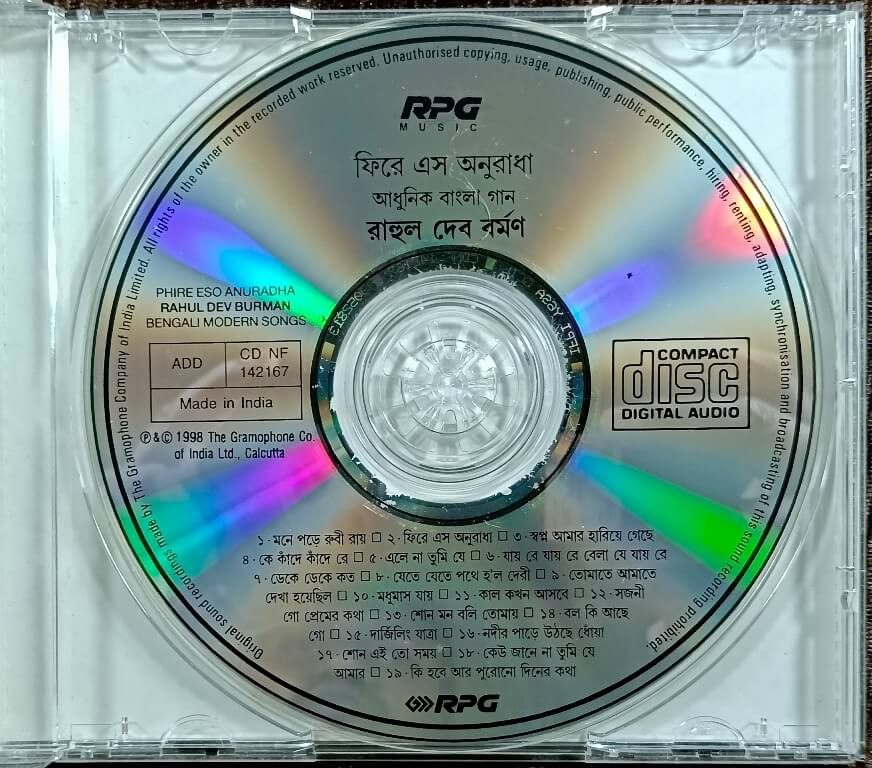 Original sound recordings made by The Gramophone Company of India Limited. All rights of the owner in the recorded work reserved. Unauthorised copying, usage, publishing, public performance, hiring, renting, adapting, synchronisation and broadcasting of this sound record prohibited.
RPG
MUSIC
ফিরে এস অনুরাধা
আধুনিক বাংলা গান
রাহুল দেব বর্মণ
PHIRE ESO ANURADHA
RAHUL DEV BURMAN
BENGALI MODERN SONGS
ADD
CD NF
142167
Made in India
℗ & © 1998 The Gramophone Co.
of India Ltd., Calcutta
COMPACT
disc
DIGITAL AUDIO
IFPI
১· মনে পড়ে রুবী রায় □ ২· ফিরে এস অনুরাধা □ ৩· স্বপ্ন আমার হারিয়ে গেছে
৪· কে কাঁদে কাঁদে রে □ ৫· এলে না তুমি যে □ ৬· যায় রে যায় রে বেলা যে যায় রে
৭· ডেকে ডেকে কত □ ৮· যেতে যেতে পথে হ'ল দেরী □ ৯· তোমাতে আমাতে
দেখা হয়েছিল □ ১০· মধুমাস যায় □ ১১· কাল কখন আসবে □ ১২· সজনী
গো প্রেমের কথা □ ১৩· শোন মন বলি তোমায় □ ১৪· বল কি আছে
গো □ ১৫· দার্জিলিং যাত্রা □ ১৬· নদীর পাড়ে উঠছে ধোঁয়া
১৭· শোন এই তো সময় □ ১৮· কেউ জানে না তুমি যে
আমার □ ১৯· কি হবে আর পুরোনো দিনের কথা
RPG